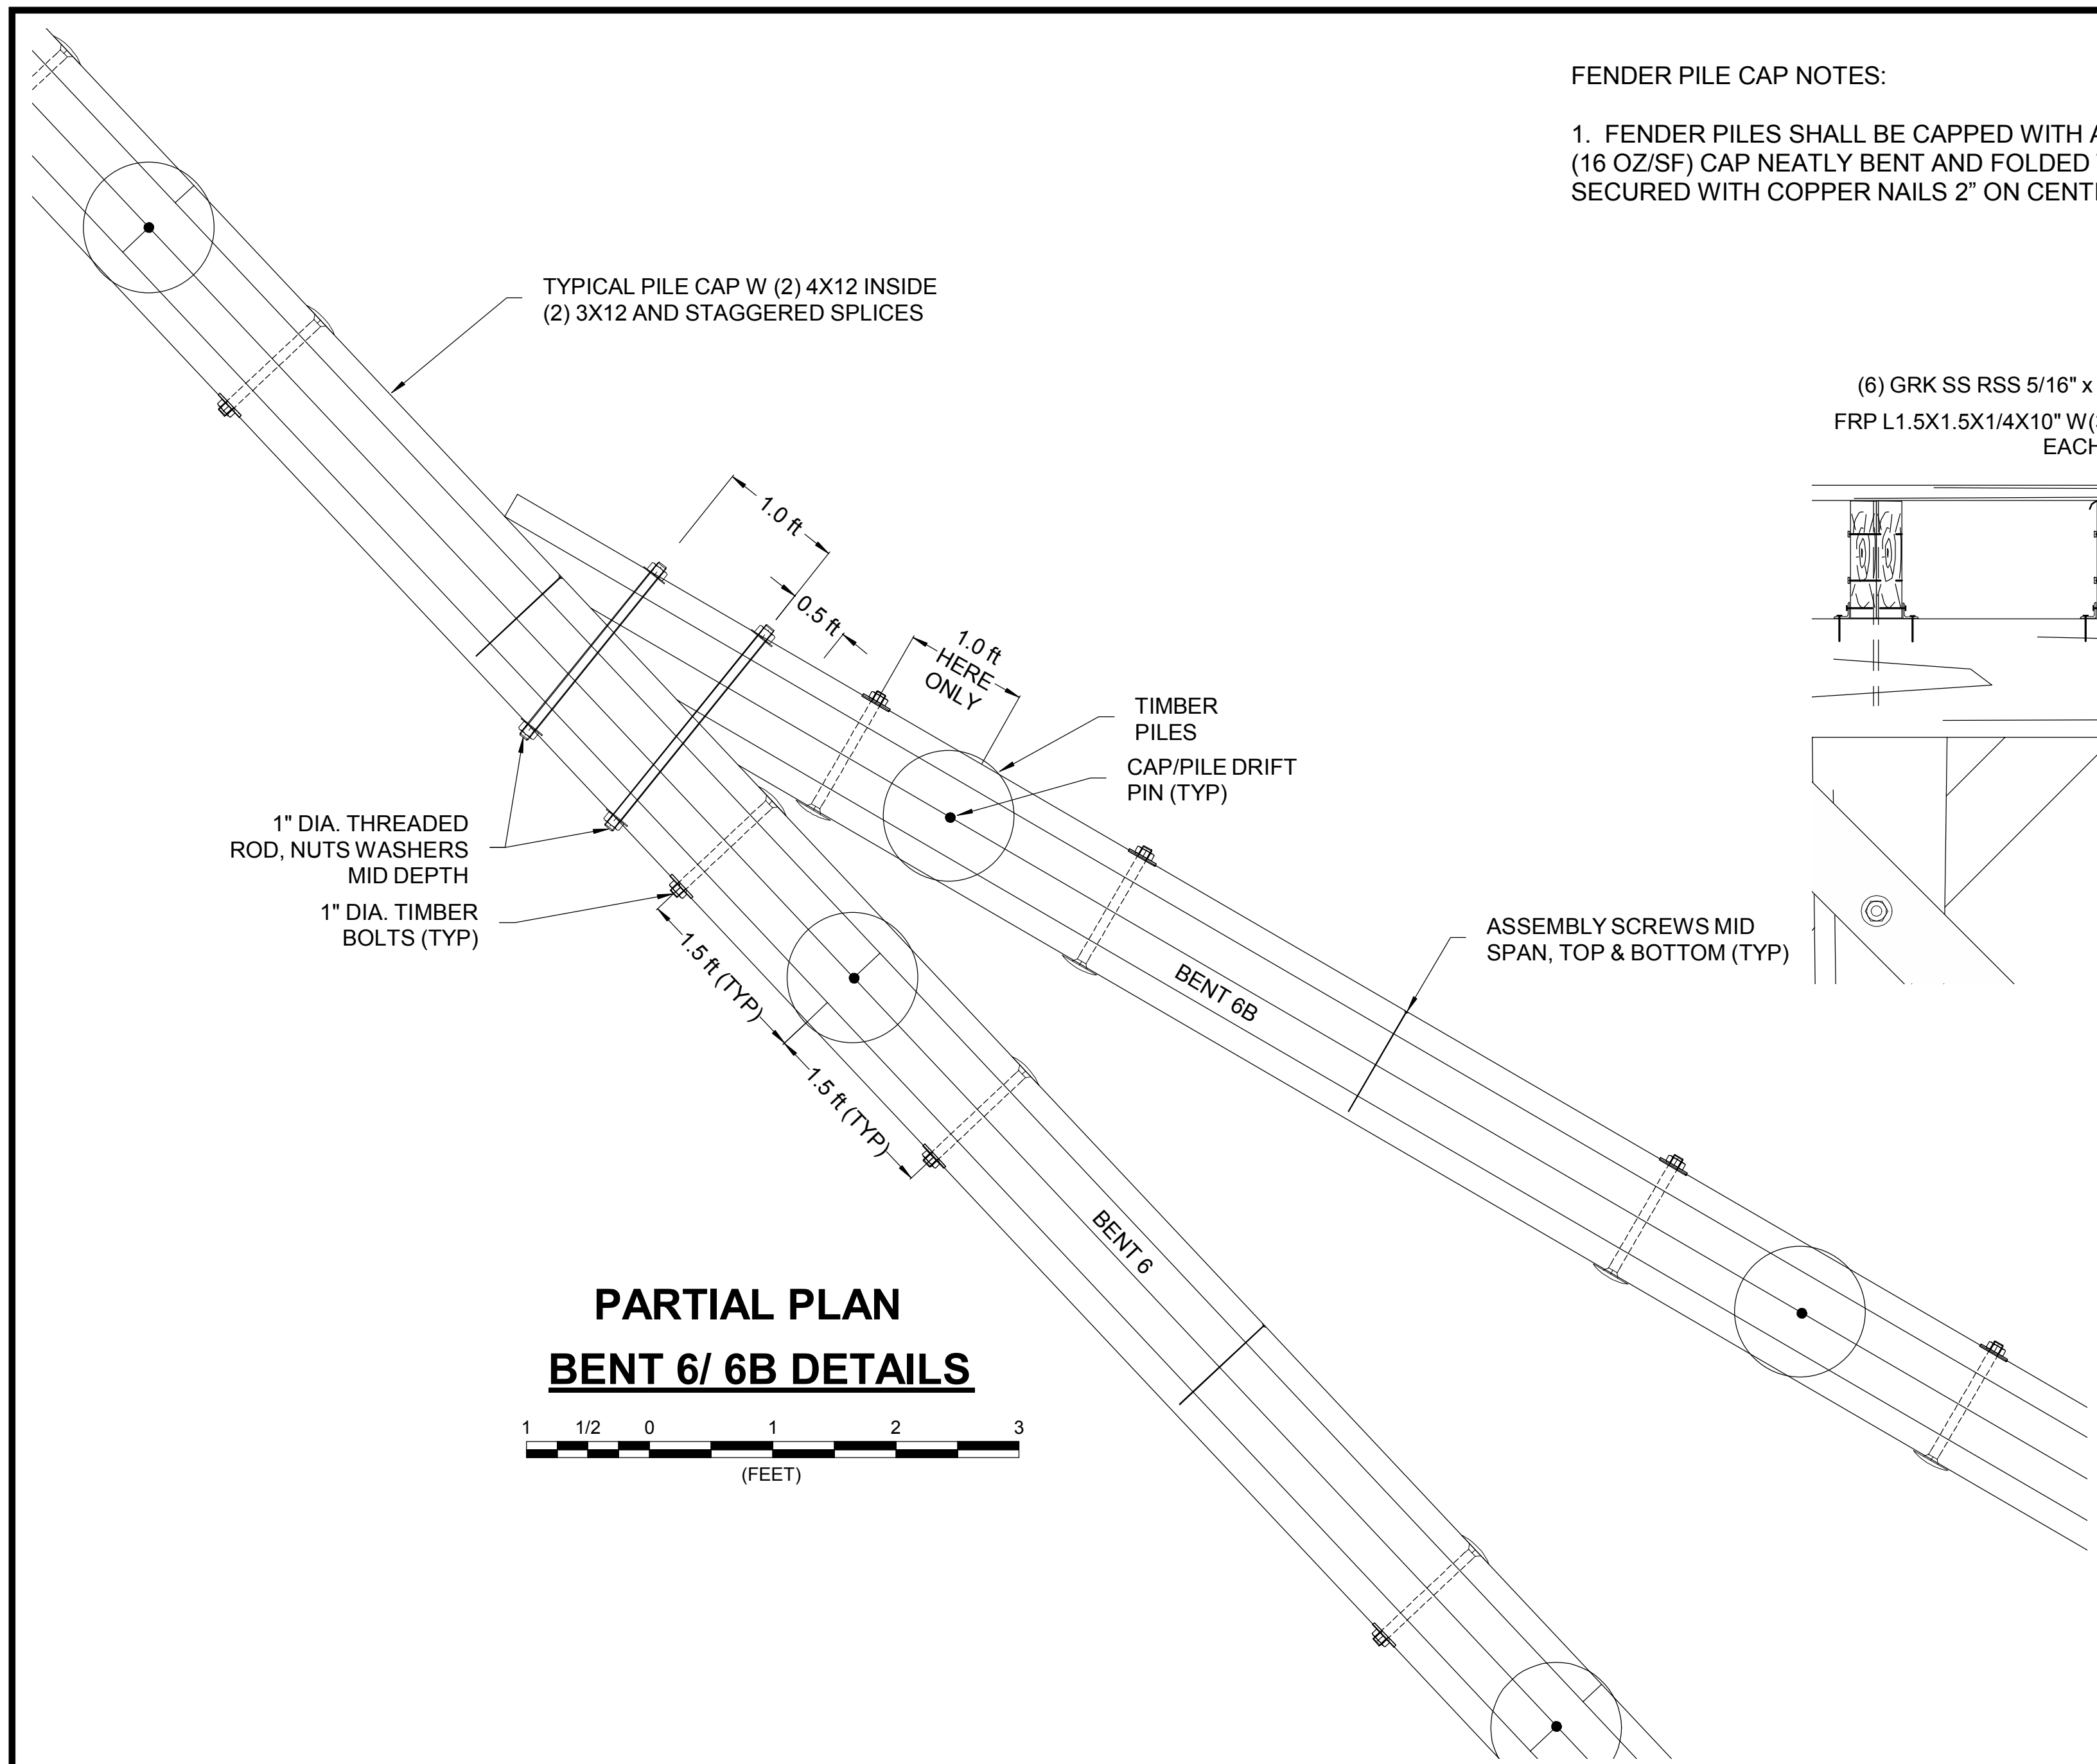 FENDER PILE CAP NOTES:
1. FENDER PILES SHALL BE CAPPED WITH A
(16 OZ/SF) CAP NEATLY BENT AND FOLDED
SECURED WITH COPPER NAILS 2” ON CENT
TYPICAL PILE CAP W (2) 4X12 INSIDE
(2) 3X12 AND STAGGERED SPLICES
(6) GRK SS RSS 5/16" x
FRP L1.5X1.5X1/4X10" W(
EACH
1.0 ft
0.5 ft
1.0 ft
HERE
ONLY
TIMBER
PILES
CAP/PILE DRIFT
PIN (TYP)
1" DIA. THREADED
ROD, NUTS WASHERS
MID DEPTH
1" DIA. TIMBER
BOLTS (TYP)
1.5 ft (TYP)
1.5 ft (TYP)
ASSEMBLY SCREWS MID
SPAN, TOP & BOTTOM (TYP)
BENT 6B
BENT 6
PARTIAL PLAN
BENT 6/ 6B DETAILS
1 1/2 0 1 2 3
(FEET)